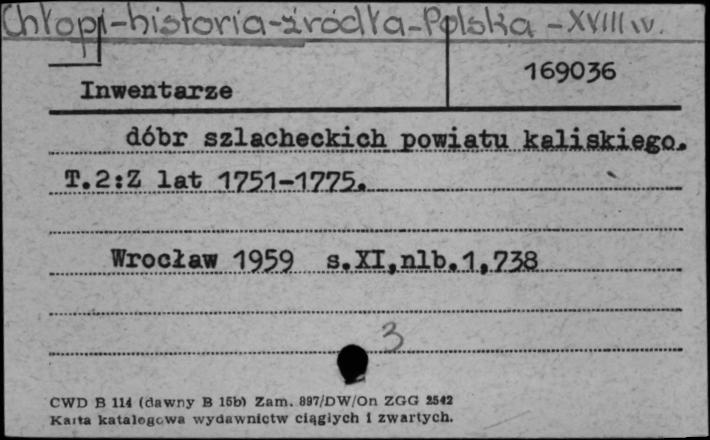 Chłopi-historia-źródła-Polska-XVIII w.
169036
Inwentarze
dóbr szlacheckich powiatu kaliskiego.
T.2:Z lat 1751-1775.
Wrocław 1959 s.XI,nlb.1,738
3
CWD B 114 (dawny B 15b) Zam. 897/DW/On ZGG 2542
Karta katalogowa wydawnictw ciągłych i zwartych.